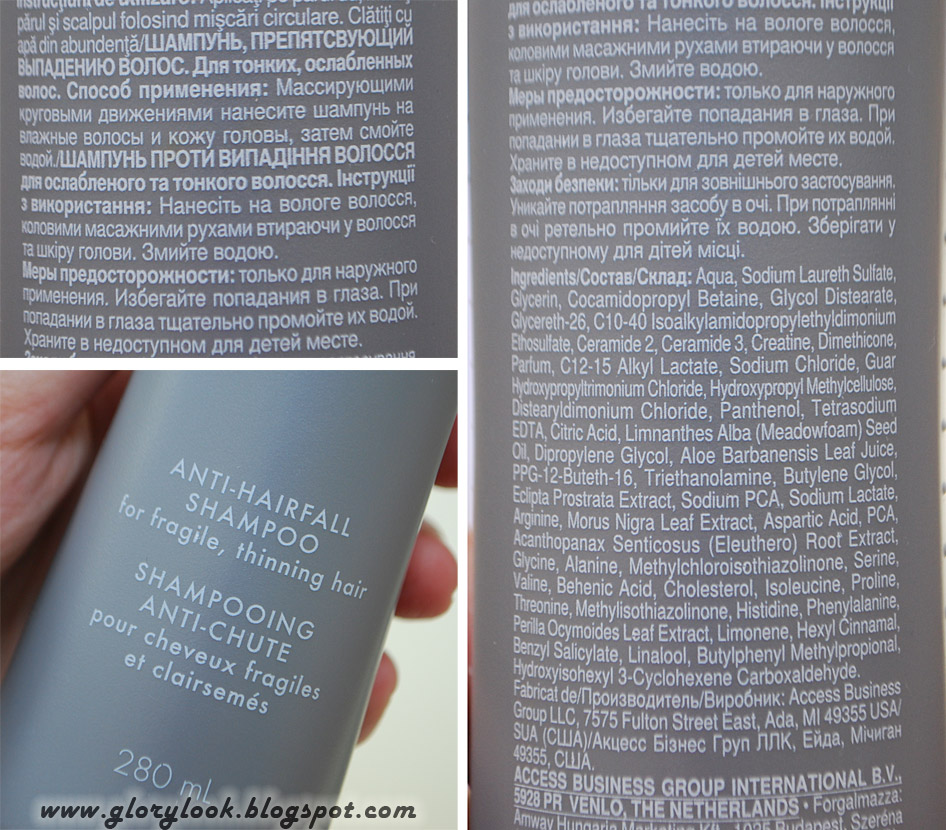 Instrucţiuni de utilizare: Aplicaţi pe
părul şi scalpul folosind mişcări circulare. Clătiţi cu
apă din abundenţă/ШАМПУНЬ, ПРЕПЯТСВУЮЩИЙ
ВЫПАДЕНИЮ ВОЛОС. Для тонких, ослабленных
волос. Способ применения: Массирующими
круговыми движениями нанесите шампунь на
влажные волосы и кожу головы, затем смойте
водой./ШАМПУНЬ ПРОТИ ВИПАДІННЯ ВОЛОССЯ
для ослабленого та тонкого волосся. Інструкції
з використання: Нанесіть на вологе волосся,
коловими масажними рухами втираючи у волосся
та шкіру голови. Змийте водою.
Меры предосторожности: только для наружного
применения. Избегайте попадания в глаза. При
попадании в глаза тщательно промойте их водой.
Храните в недоступном для детей месте.
ANTI-HAIRFALL
SHAMPOO
for fragile, thinning hair
SHAMPOOING
ANTI-CHUTE
pour cheveux fragiles
et clairsemés
280 mL
www.glorylook.blogspot.com
для ослабленого та тонкого волосся. Інструкції
з використання: Нанесіть на вологе волосся,
коловими масажними рухами втираючи у волосся
та шкіру голови. Змийте водою.
Меры предосторожности: только для наружного
применения. Избегайте попадания в глаза. При
попадании в глаза тщательно промойте их водой.
Храните в недоступном для детей месте.
Заходи безпеки: тільки для зовнішнього застосування.
Уникайте потрапляння засобу в очі. При потраплянні
в очі ретельно промийте їх водою. Зберігати у
недоступному для дітей місці.
Ingredients/Состав/Склад: Aqua, Sodium Laureth Sulfate,
Glycerin, Cocamidopropyl Betaine, Glycol Distearate,
Glycereth-26, C10-40 Isoalkylamidopropylethyldimonium
Ethosulfate, Ceramide 2, Ceramide 3, Creatine, Dimethicone,
Parfum, C12-15 Alkyl Lactate, Sodium Chloride, Guar
Hydroxypropyltrimonium Chloride, Hydroxypropyl Methylcellulose,
Distearyldimonium Chloride, Panthenol, Tetrasodium
EDTA, Citric Acid, Limnanthes Alba (Meadowfoam) Seed
Oil, Dipropylene Glycol, Aloe Barbanensis Leaf Juice,
PPG-12-Buteth-16, Triethanolamine, Butylene Glycol,
Eclipta Prostrata Extract, Sodium PCA, Sodium Lactate,
Arginine, Morus Nigra Leaf Extract, Aspartic Acid, PCA,
Acanthopanax Senticosus (Eleuthero) Root Extract,
Glycine, Alanine, Methylchloroisothiazolinone, Serine,
Valine, Behenic Acid, Cholesterol, Isoleucine, Proline,
Threonine, Methylisothiazolinone, Histidine, Phenylalanine,
Perilla Ocymoides Leaf Extract, Limonene, Hexyl Cinnamal,
Benzyl Salicylate, Linalool, Butylphenyl Methylpropional,
Hydroxyisohexyl 3-Cyclohexene Carboxaldehyde.
Fabricat de/Производитель/Виробник: Access Business
Group LLC, 7575 Fulton Street East, Ada, MI 49355 USA/
SUA (США)/Акцесс Бізнес Груп ЛЛК, Ейда, Мічиган
49355, США.
ACCESS BUSINESS GROUP INTERNATIONAL B.V.,
5928 PR VENLO, THE NETHERLANDS • Forgalmazza:
Amway Hungaria Marketing Kft., 1095 Budapest, Szeréna